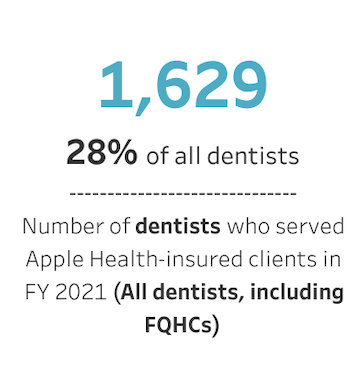 1,629
28% of all dentists
------------------------------
Number of dentists who served
Apple Health-insured clients in
FY 2021 (All dentists, including
FQHCs)